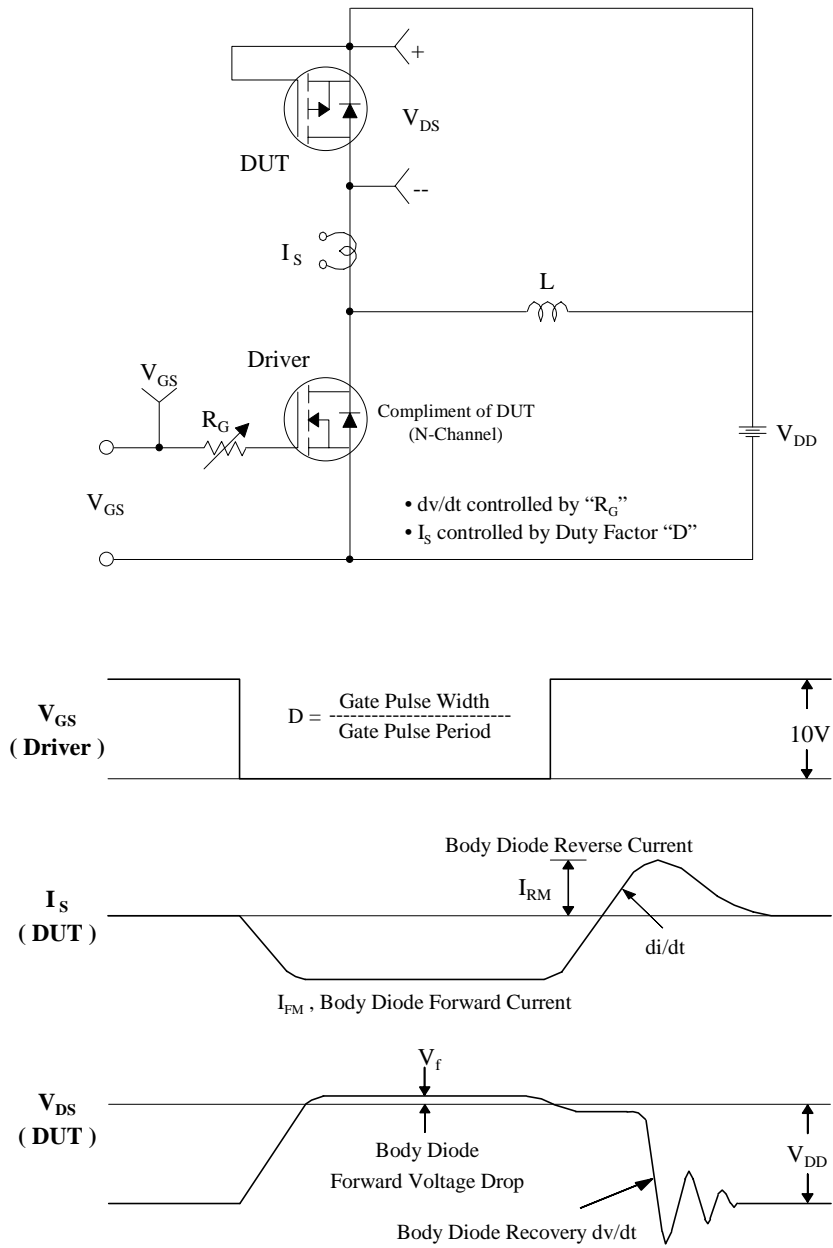 +
V_DS
DUT
--
I_S
L
Driver
V_GS
R_G
Compliment of DUT
(N-Channel)
V_DD
V_GS
• dv/dt controlled by “R_G”
• I_S controlled by Duty Factor “D”
V_GS
( Driver )
D =
Gate Pulse Width
--------------------------
Gate Pulse Period
10V
Body Diode Reverse Current
I_S
( DUT )
I_RM
di/dt
I_FM , Body Diode Forward Current
V_f
V_DS
( DUT )
Body Diode
Forward Voltage Drop
V_DD
Body Diode Recovery dv/dt